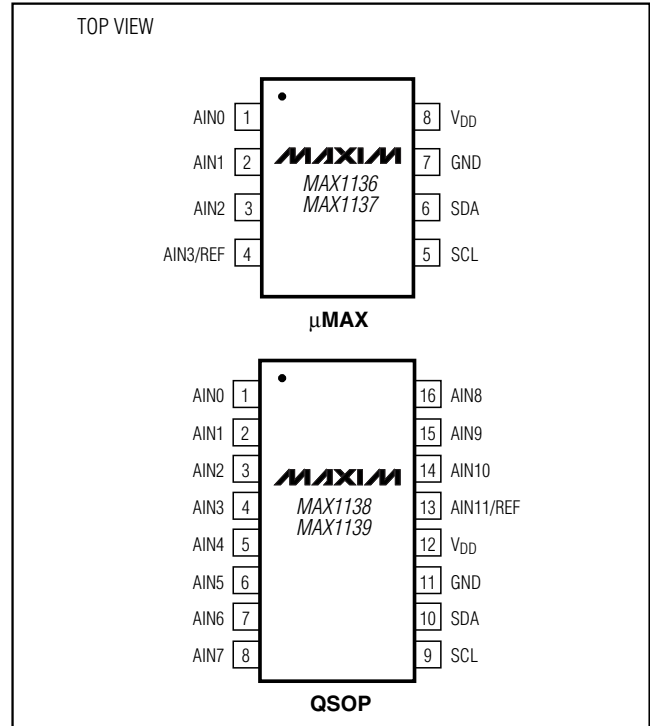 TOP VIEW
AIN0 1 8 VDD
AIN1 2 MAXIM 7 GND
MAX1136
MAX1137
AIN2 3 6 SDA
AIN3/REF 4 5 SCL
μMAX
AIN0 1 16 AIN8
AIN1 2 15 AIN9
AIN2 3 MAXIM 14 AIN10
AIN3 4 MAX1138 13 AIN11/REF
MAX1139
AIN4 5 12 VDD
AIN5 6 11 GND
AIN6 7 10 SDA
AIN7 8 9 SCL
QSOP